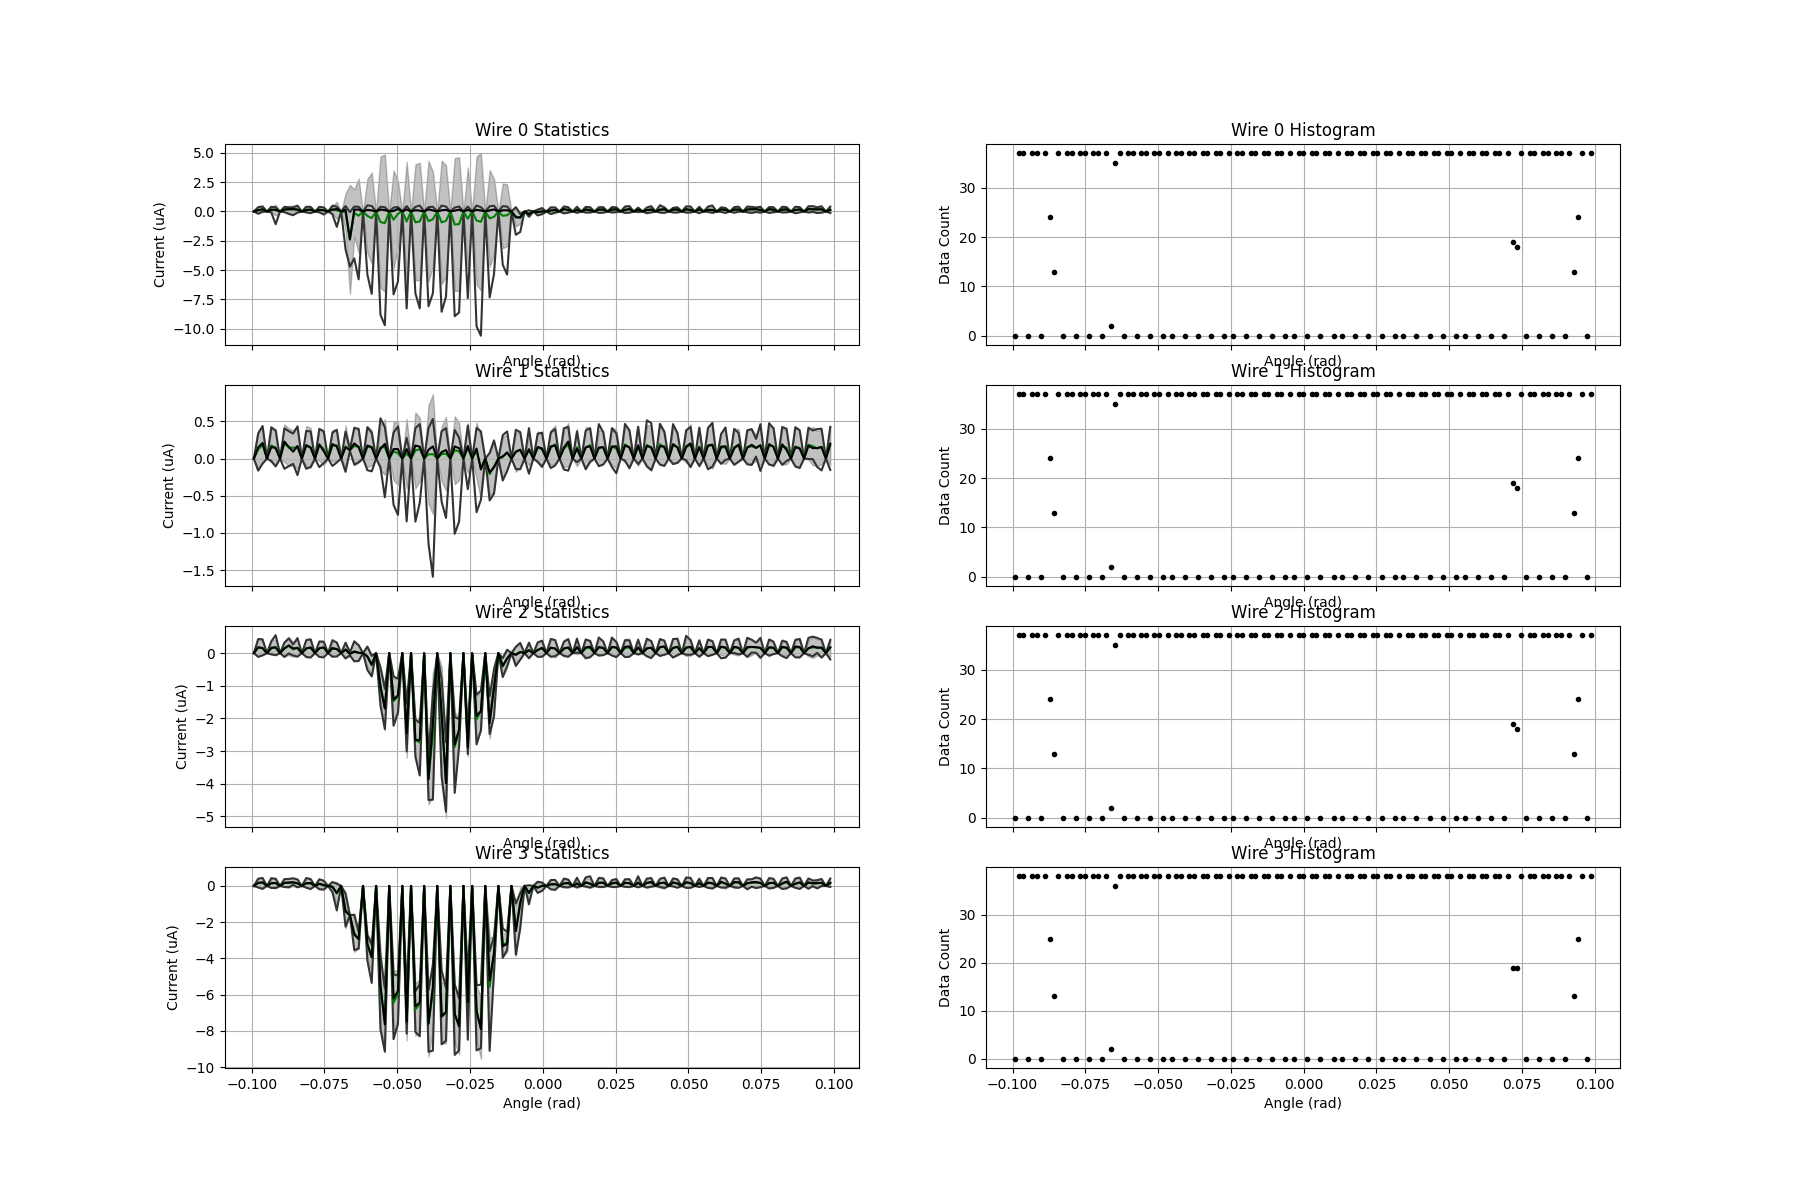 Wire 0 Statistics
Current (uA)
5.0
2.5
0.0
−2.5
−5.0
−7.5
−10.0
Angle (rad)
Wire 0 Histogram
Data Count
30
20
10
0
Angle (rad)
Wire 1 Statistics
Current (uA)
0.5
0.0
−0.5
−1.0
−1.5
Angle (rad)
Wire 1 Histogram
Data Count
30
20
10
0
Angle (rad)
Wire 2 Statistics
Current (uA)
0
−1
−2
−3
−4
−5
Angle (rad)
Wire 2 Histogram
Data Count
30
20
10
0
Angle (rad)
Wire 3 Statistics
Current (uA)
0
−2
−4
−6
−8
−10
−0.100 −0.075 −0.050 −0.025 0.000 0.025 0.050 0.075 0.100
Angle (rad)
Wire 3 Histogram
Data Count
30
20
10
0
−0.100 −0.075 −0.050 −0.025 0.000 0.025 0.050 0.075 0.100
Angle (rad)